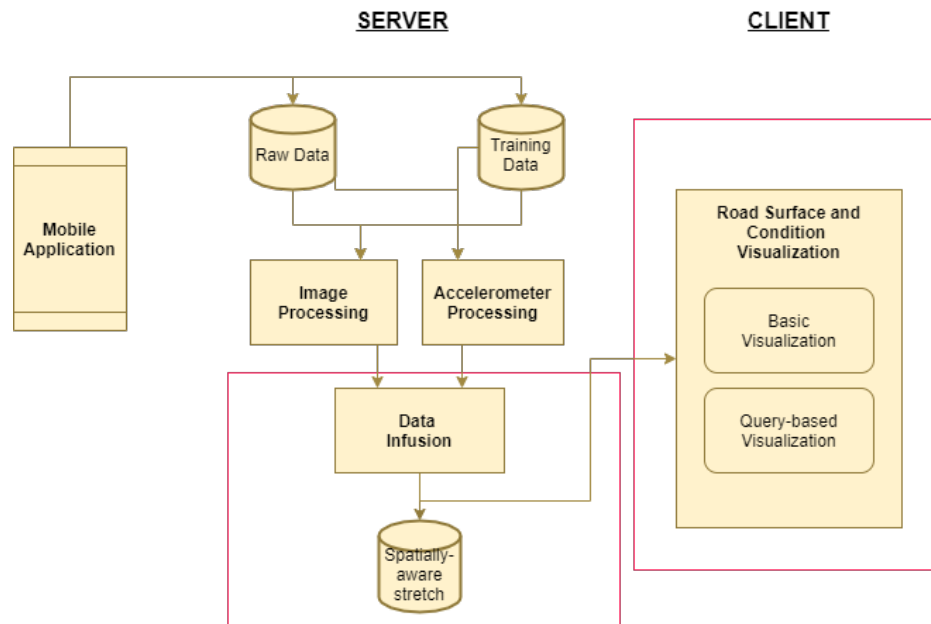 SERVER
CLIENT
Raw Data
Training
Data
Mobile
Application
Road Surface and
Condition
Visualization
Image
Processing
Accelerometer
Processing
Basic
Visualization
Data
Infusion
Query-based
Visualization
Spatially-
aware
stretch